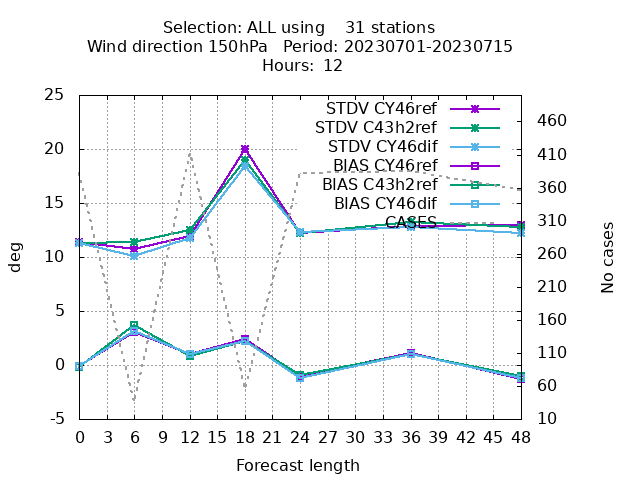 Selection: ALL using    31 stations
Wind direction 150hPa   Period: 20230701-20230715
Hours:  12
25
20
15
10
5
0
-5
deg
STDV CY46ref
STDV C43h2ref
STDV CY46dif
BIAS CY46ref
BIAS C43h2ref
BIAS CY46dif
CASES
460
410
360
310
260
210
160
110
60
10
No cases
0 3 6 9 12 15 18 21 24 27 30 33 36 39 42 45 48
Forecast length